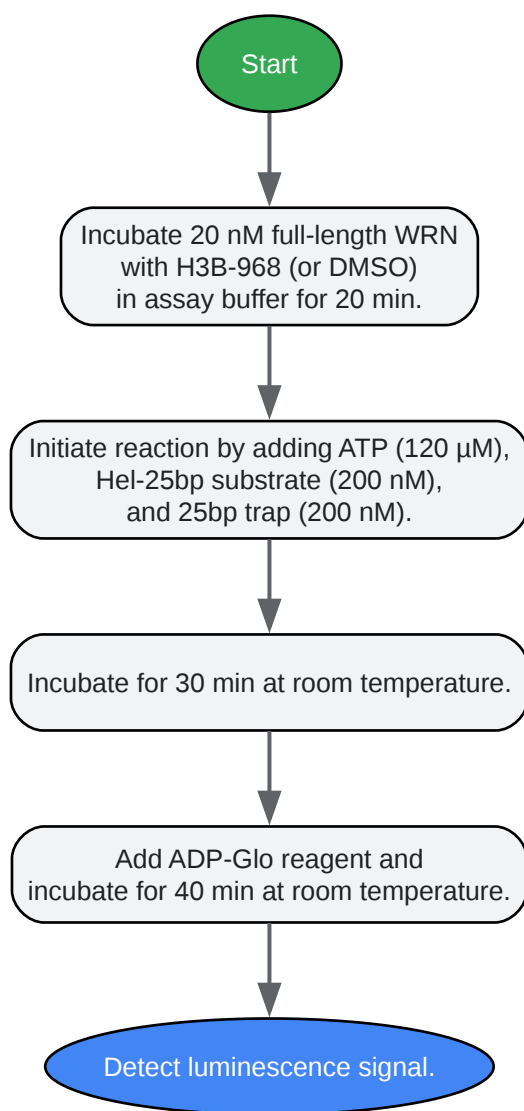 Start
Incubate 20 nM full-length WRN
with H3B-968 (or DMSO)
in assay buffer for 20 min.
Initiate reaction by adding ATP (120 µM),
Hel-25bp substrate (200 nM),
and 25bp trap (200 nM).
Incubate for 30 min at room temperature.
Add ADP-Glo reagent and
incubate for 40 min at room temperature.
Detect luminescence signal.